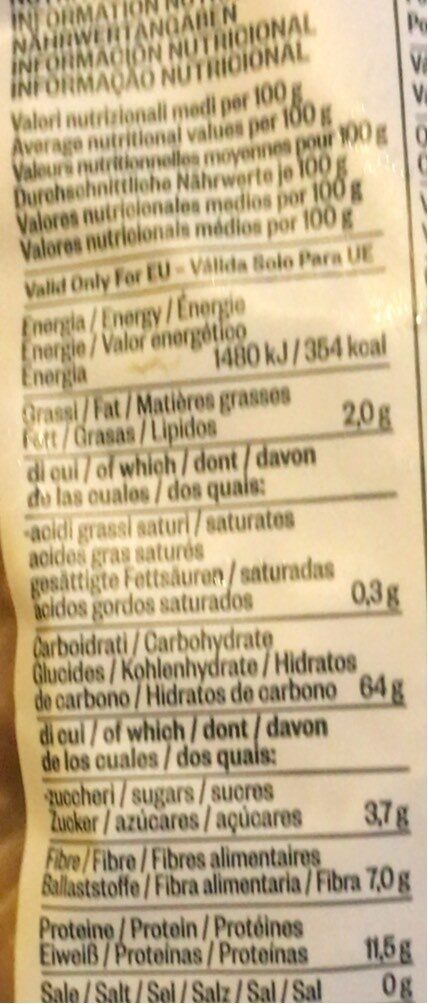 INFORMATION
NÄHRWERTANGABEN
INFORMACIÓN NUTRICIONAL
INFORMAÇÃO NUTRICIONAL
Valori nutrizionali medi per 100 g
Average nutritional values per 100 g
Valeurs nutritionnelles moyennes pour 100 g
Durchschnittliche Nährwerte je 100 g
Valores nutricionales medios por 100 g
Valores nutricionais médios por 100 g
Valid Only For EU - Válida Solo Para UE
Energia / Energy / Énergie
Energie / Valor energético
Energia 1480 kJ / 354 kcal
Grassi / Fat / Matières grasses
Fett / Grasas / Lípidos 2,0 g
di cui / of which / dont / davon
de las cuales / dos quais:
-acidi grassi saturi / saturates
acides gras saturés
gesättigte Fettsäuren / saturadas
ácidos gordos saturados 0,3 g
Carboidrati / Carbohydrate
Glucides / Kohlenhydrate / Hidratos
de carbono / Hidratos de carbono 64 g
di cui / of which / dont / davon
de los cuales / dos quais:
-zuccheri / sugars / sucres
Zucker / azúcares / açúcares 3,7 g
Fibre / Fibre / Fibres alimentaires
Ballaststoffe / Fibra alimentaria / Fibra 7,0 g
Proteine / Protein / Protéines
Eiweiß / Proteínas / Proteínas 11,5 g
Sale / Salt / Sel / Salz / Sal / Sal 0 g